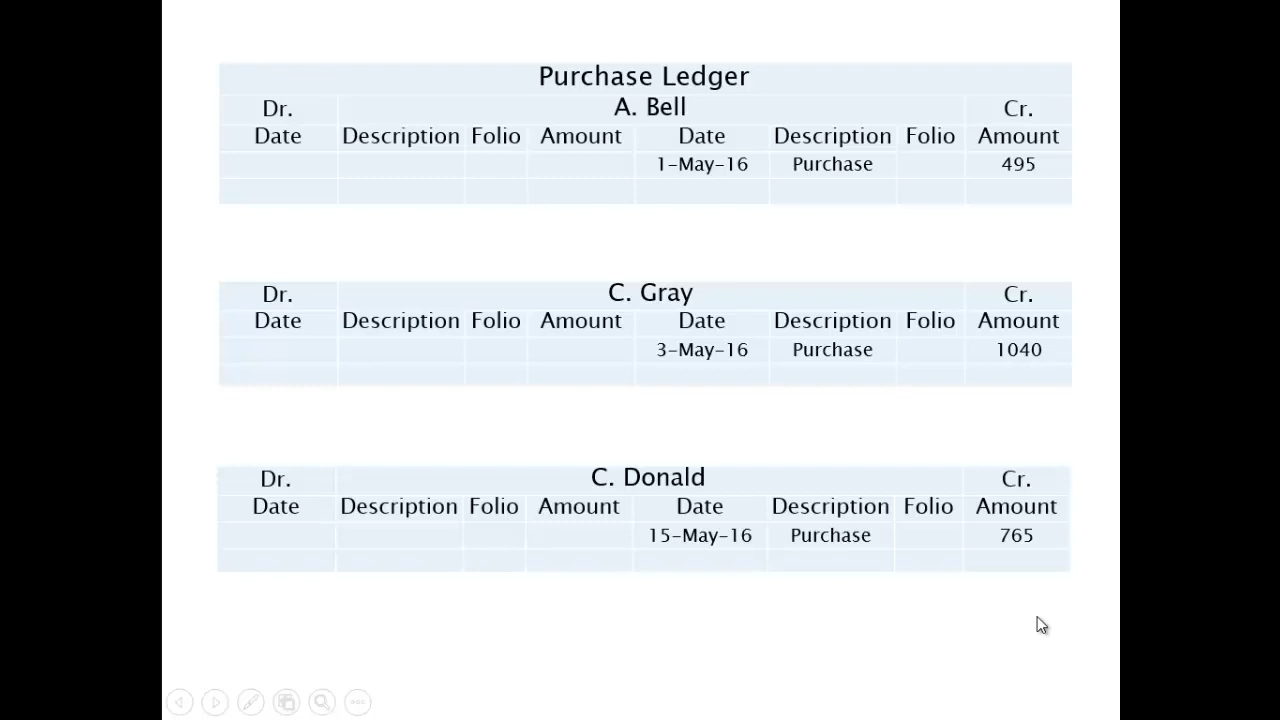 Purchase Ledger
Dr. A. Bell Cr.
Date Description Folio Amount Date Description Folio Amount
1-May-16 Purchase 495
Dr. C. Gray Cr.
Date Description Folio Amount Date Description Folio Amount
3-May-16 Purchase 1040
Dr. C. Donald Cr.
Date Description Folio Amount Date Description Folio Amount
15-May-16 Purchase 765